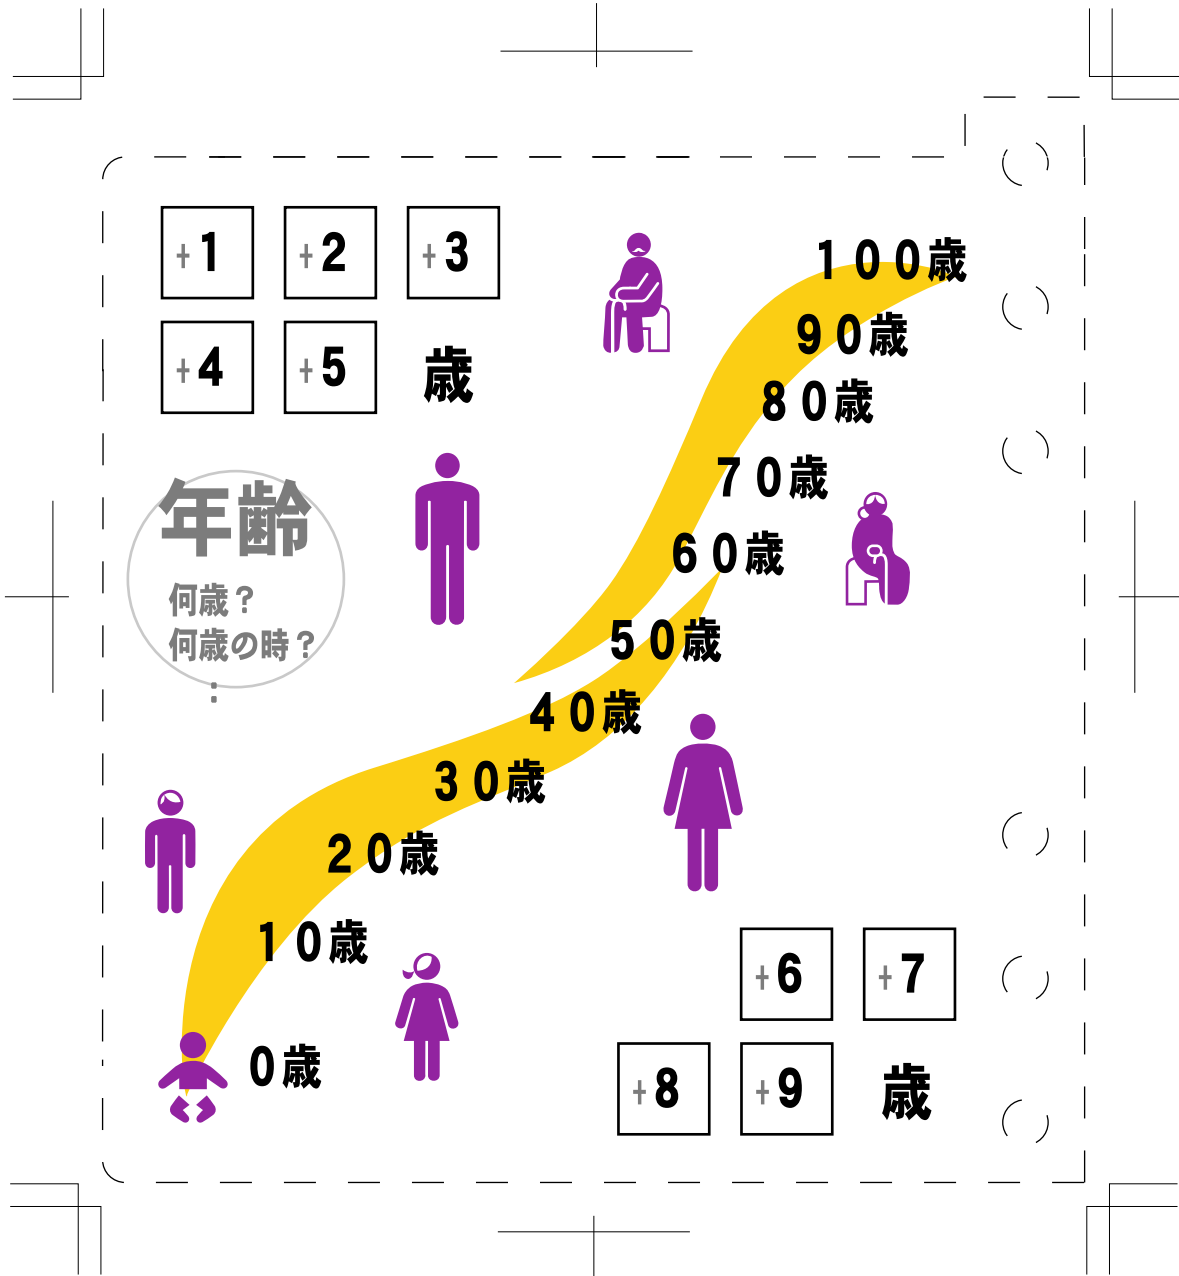 +1 +2 +3
+4 +5 歳
年齢
何歳？
何歳の時？
：
１００歳
９０歳
８０歳
７０歳
６０歳
５０歳
４０歳
３０歳
２０歳
１０歳
０歳
+6 +7
+8 +9 歳